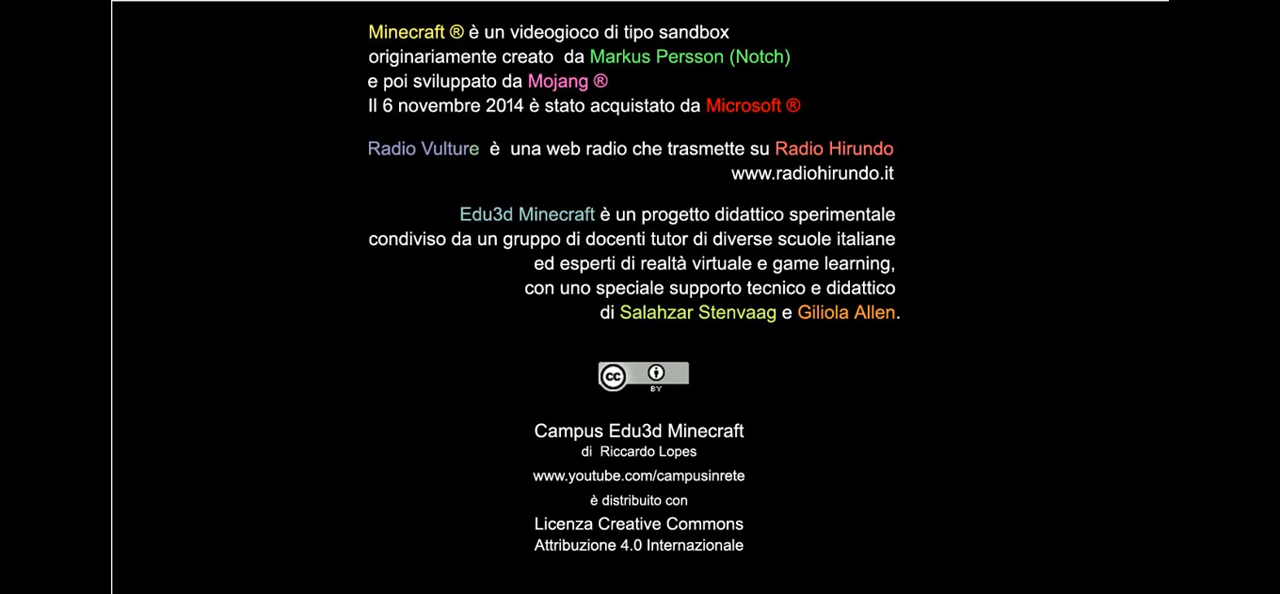 Minecraft ® è un videogioco di tipo sandbox
originariamente creato da Markus Persson (Notch)
e poi sviluppato da Mojang ®
Il 6 novembre 2014 è stato acquistato da Microsoft ®
Radio Vulture è una web radio che trasmette su Radio Hirundo
www.radiohirundo.it
Edu3d Minecraft è un progetto didattico sperimentale
condiviso da un gruppo di docenti tutor di diverse scuole italiane
ed esperti di realtà virtuale e game learning,
con uno speciale supporto tecnico e didattico
di Salahzar Stenvaag e Giliola Allen.
cc
BY
Campus Edu3d Minecraft
di Riccardo Lopes
www.youtube.com/campusinrete
è distribuito con
Licenza Creative Commons
Attribuzione 4.0 Internazionale